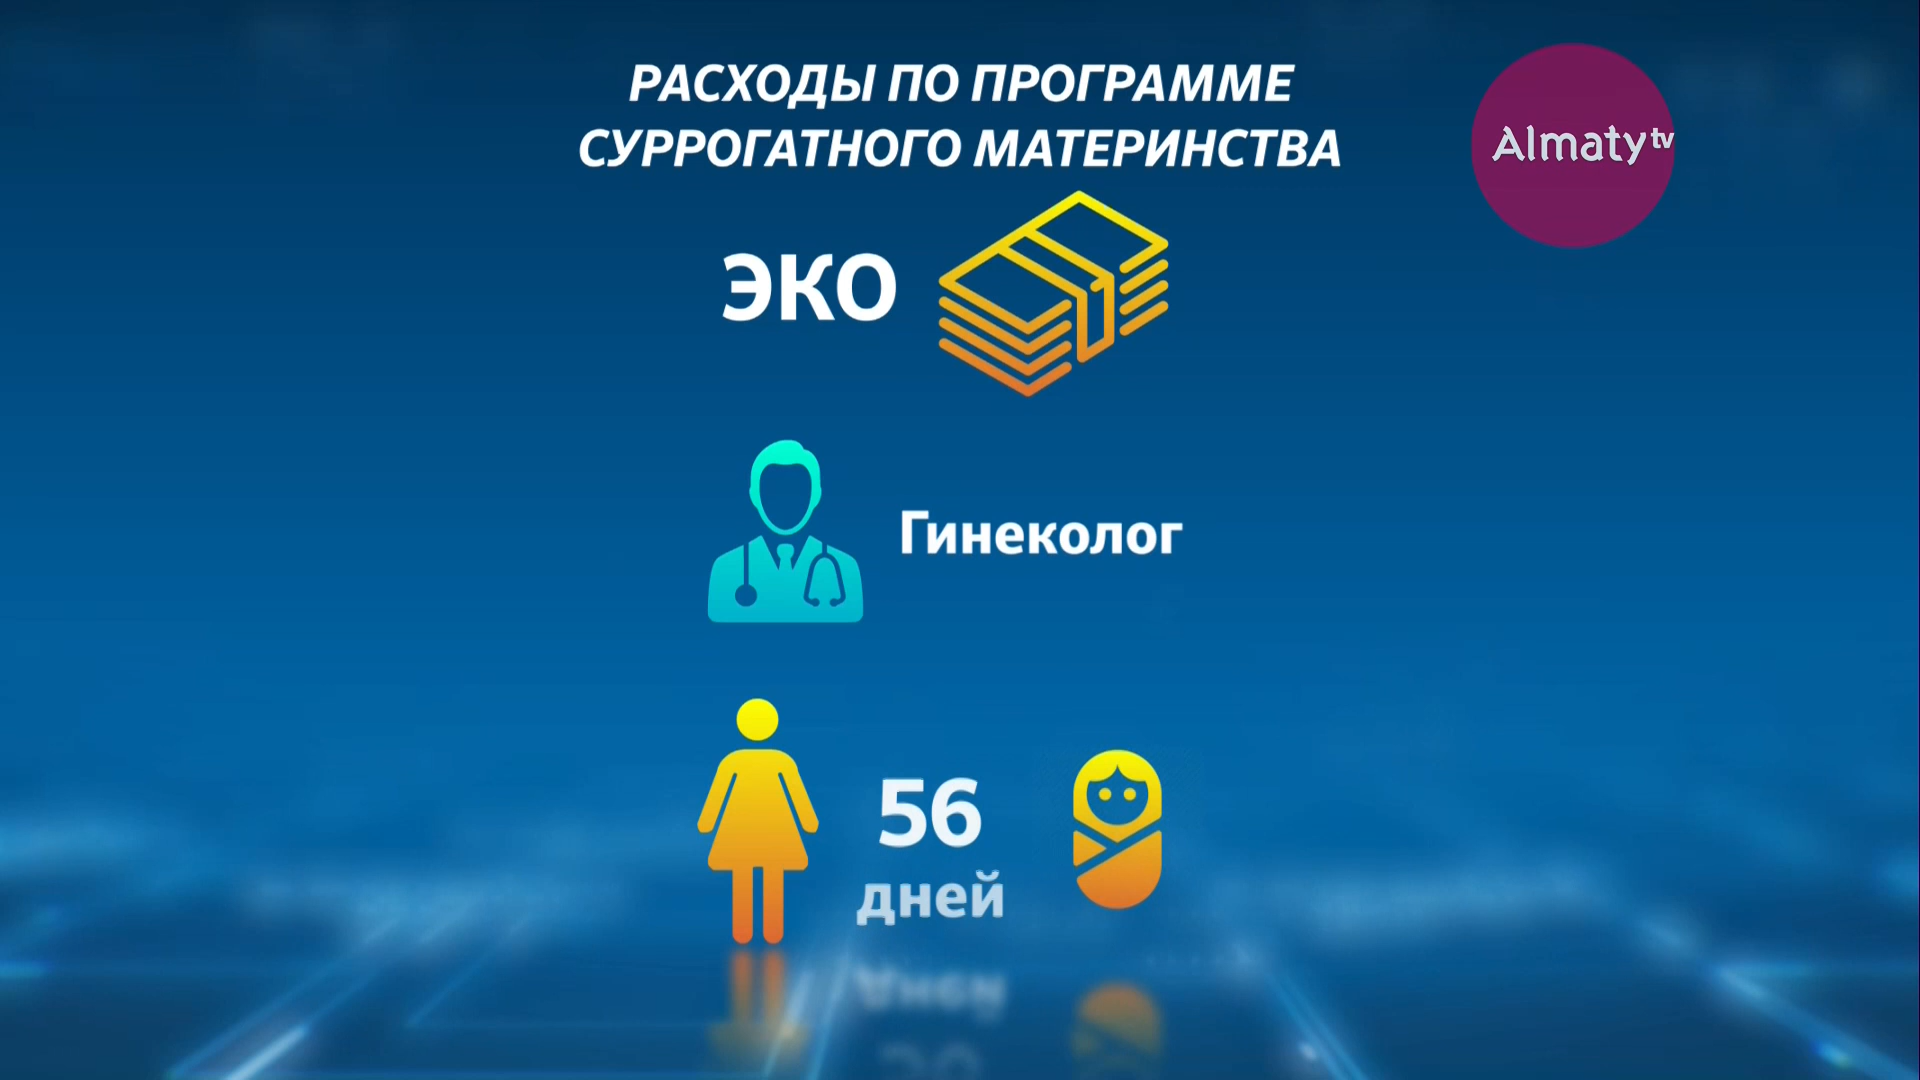 РАСХОДЫ ПО ПРОГРАММЕ
СУРРОГАТНОГО МАТЕРИНСТВА
Almaty tv
ЭКО
Гинеколог
56
дней